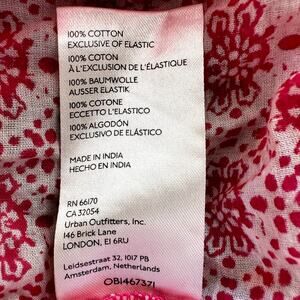 100% COTTON
EXCLUSIVE OF ELASTIC
100% COTON
À L'EXCLUSION DE L'ÉLASTIQUE
100% BAUMWOLLE
AUSSER ELASTIK
100% COTONE
ECCETTO L'ELASTICO
100% ALGODÓN
EXCLUSIVO DE ELÁSTICO
MADE IN INDIA
HECHO EN INDIA
RN 66170
CA 32054
Urban Outfitters, Inc.
146 Brick Lane
LONDON, E1 6RU
Leidsestraat 32, 1017 PB
Amsterdam, Netherlands
OB1467371